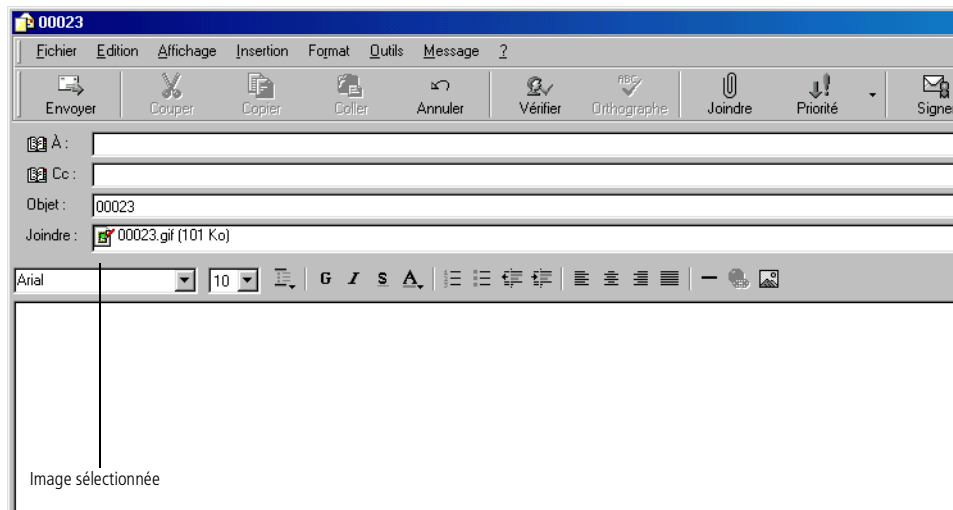 00023
Fichier Edition Affichage Insertion Format Outils Message ?
Envoyer Couper Copier Coller Annuler Vérifier Orthographe Joindre Priorité Signer
À :
Cc :
Objet : 00023
Joindre : 00023.gif (101 Ko)
Arial 10 G I S A
Image sélectionnée